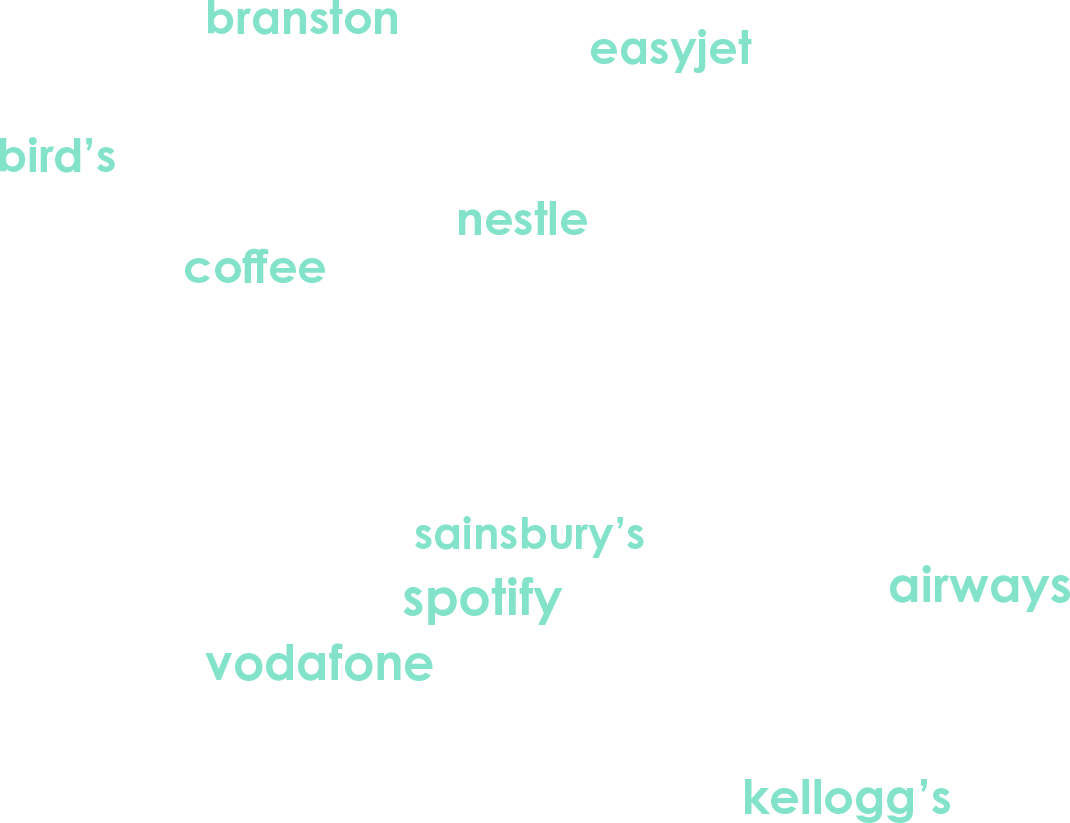 branston
easyjet
bird’s
nestle
coffee
sainsbury’s
airways
spotify
vodafone
kellogg’s